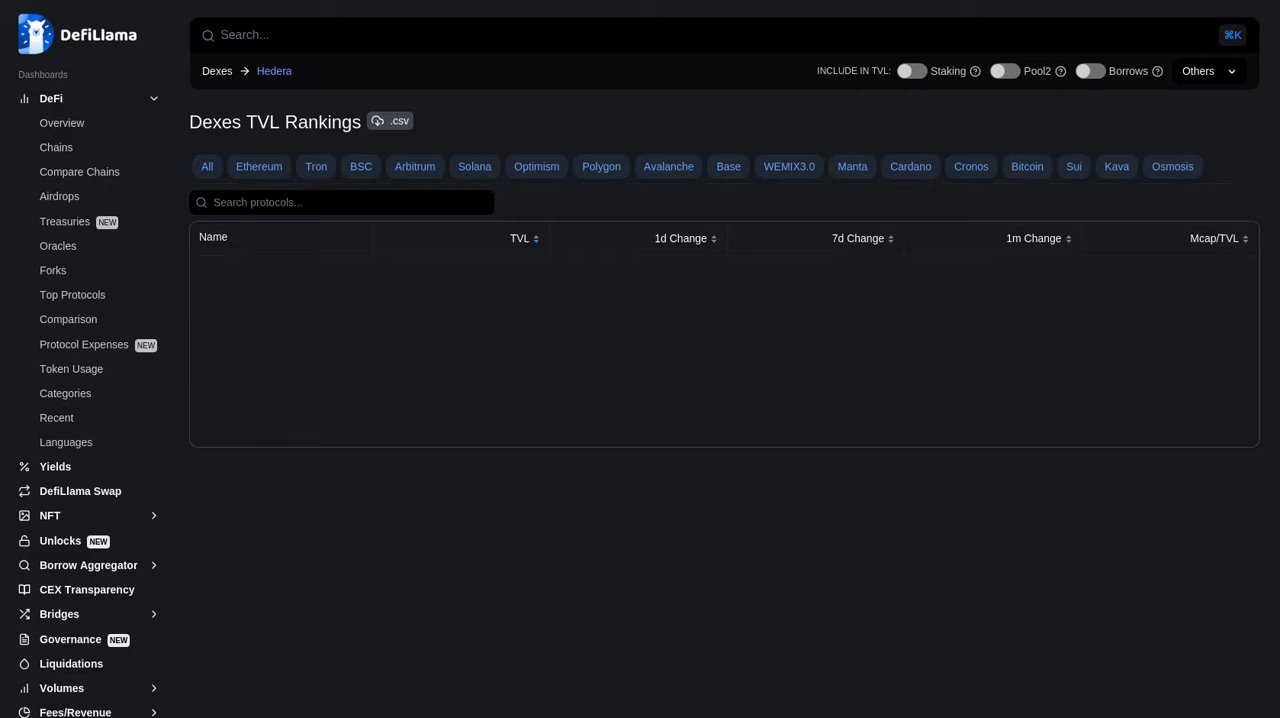 DefiLlama
Search...
⌘K
Dexes → Hedera
INCLUDE IN TVL: Staking Pool2 Borrows Others
Dashboards
DeFi
Overview
Chains
Compare Chains
Airdrops
Treasuries NEW
Oracles
Forks
Top Protocols
Comparison
Protocol Expenses NEW
Token Usage
Categories
Recent
Languages
Yields
DefiLlama Swap
NFT
Unlocks NEW
Borrow Aggregator
CEX Transparency
Bridges
Governance NEW
Liquidations
Volumes
Fees/Revenue
Dexes TVL Rankings .csv
All Ethereum Tron BSC Arbitrum Solana Optimism Polygon Avalanche Base WEMIX3.0 Manta Cardano Cronos Bitcoin Sui Kava Osmosis
Search protocols...
Name TVL 1d Change 7d Change 1m Change Mcap/TVL